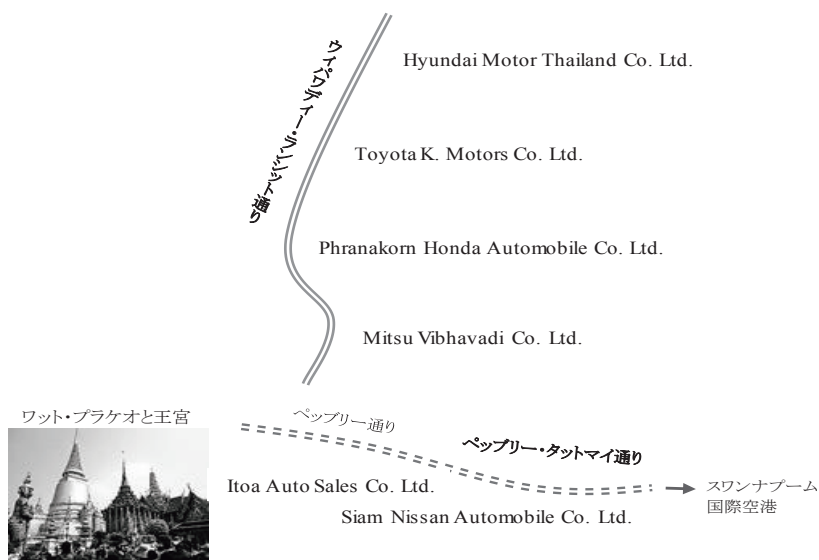 Hyundai Motor Thailand Co. Ltd.
ウィパワディー・ランシット通り
Toyota K. Motors Co. Ltd.
Phranakorn Honda Automobile Co. Ltd.
Mitsu Vibhavadi Co. Ltd.
ワット・プラケオと王宮
ペッブリー通り
ペッブリー・タットマイ通り
Itoa Auto Sales Co. Ltd.
スワンナプーム
国際空港
Siam Nissan Automobile Co. Ltd.